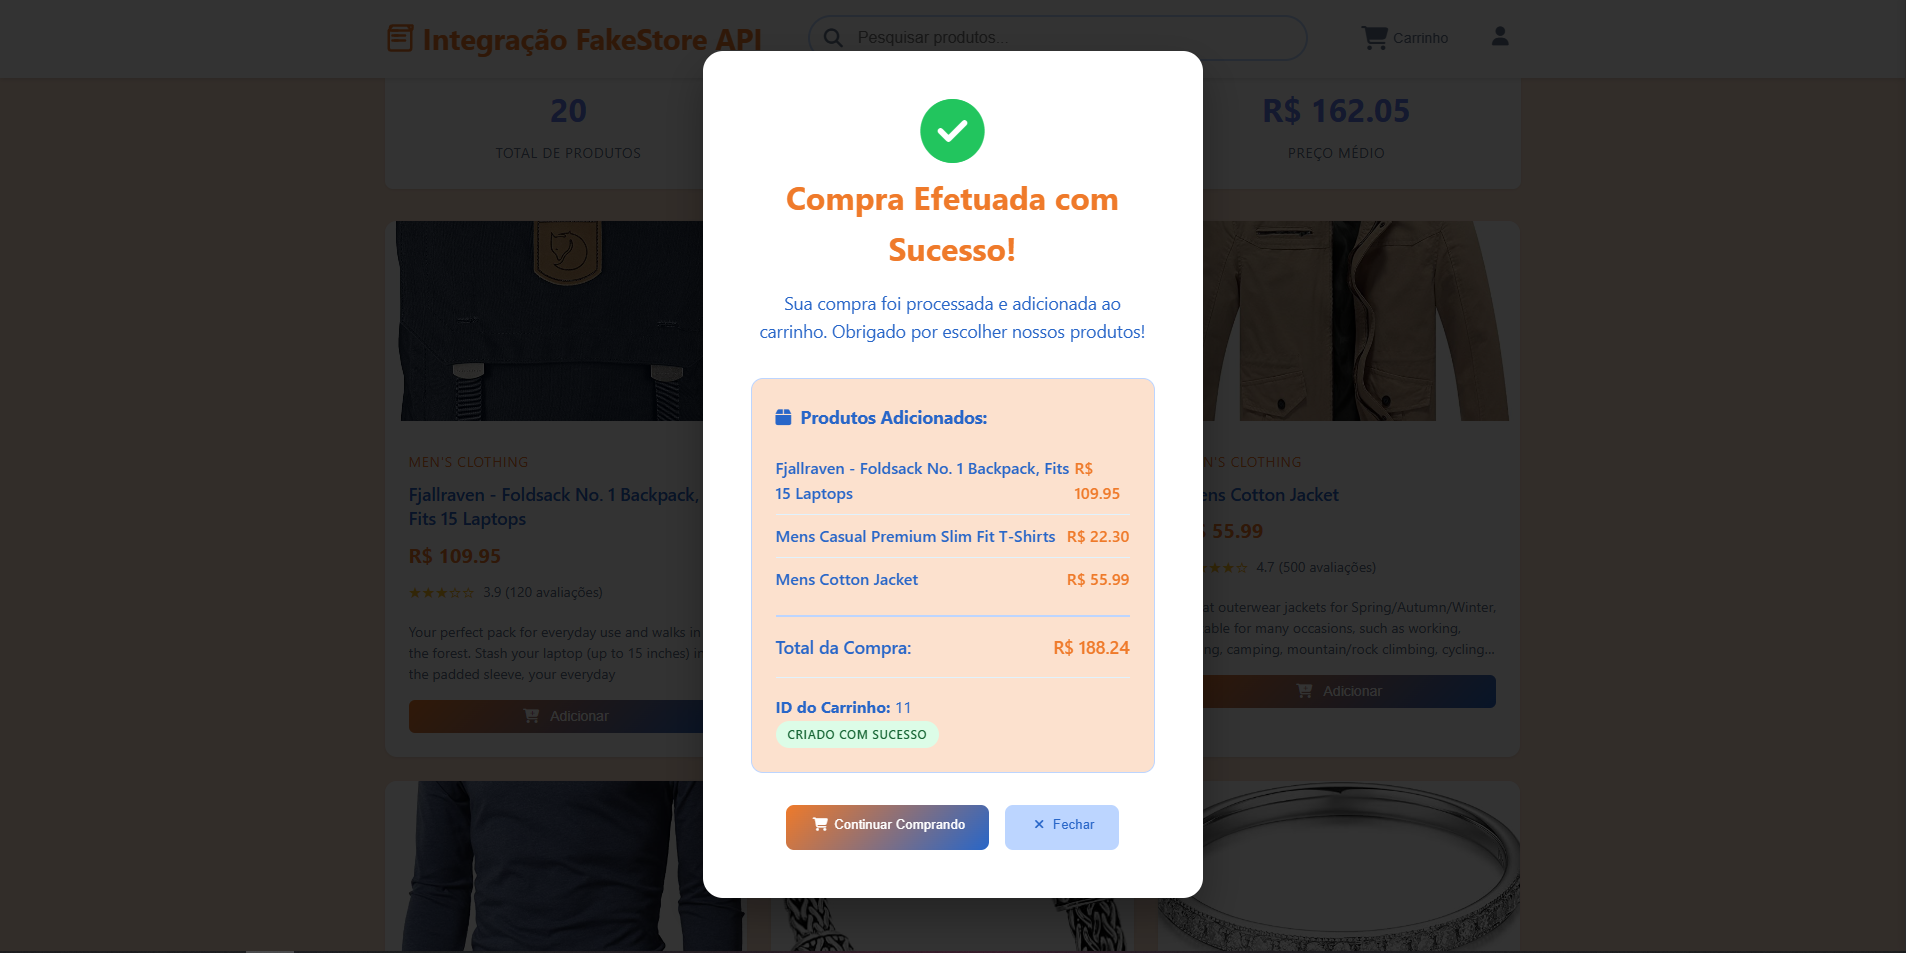 Integração FakeStore API
Pesquisar produtos...
Carrinho
20
TOTAL DE PRODUTOS
R$ 162.05
PREÇO MÉDIO
Compra Efetuada com
Sucesso!
Sua compra foi processada e adicionada ao
carrinho. Obrigado por escolher nossos produtos!
Produtos Adicionados:
Fjallraven - Foldsack No. 1 Backpack, Fits
15 Laptops
R$
109.95
Mens Casual Premium Slim Fit T-Shirts R$ 22.30
Mens Cotton Jacket R$ 55.99
Total da Compra: R$ 188.24
ID do Carrinho: 11
CRIADO COM SUCESSO
Continuar Comprando
Fechar
MEN'S CLOTHING
Fjallraven - Foldsack No. 1 Backpack,
Fits 15 Laptops
R$ 109.95
★★★☆☆ 3.9 (120 avaliações)
Your perfect pack for everyday use and walks in
the forest. Stash your laptop (up to 15 inches) in
the padded sleeve, your everyday
Adicionar
N'S CLOTHING
ens Cotton Jacket
55.99
★★☆ 4.7 (500 avaliações)
at outerwear jackets for Spring/Autumn/Winter,
able for many occasions, such as working,
ng, camping, mountain/rock climbing, cycling...
Adicionar